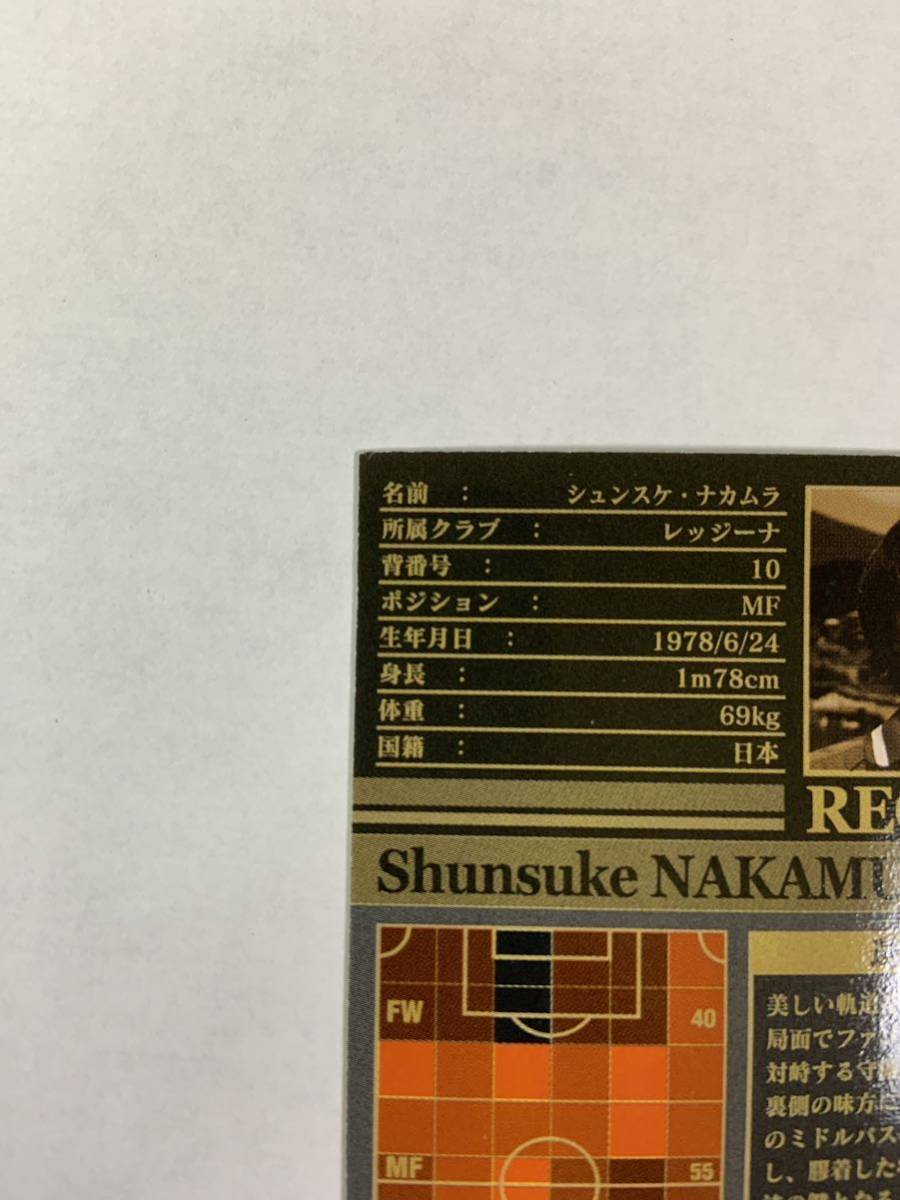 名前 : シュンスケ・ナカムラ
所属クラブ : レッジーナ
背番号 : 10
ポジション : MF
生年月日 : 1978/6/24
身長 : 1m78cm
体重 : 69kg
国籍 : 日本
Shunsuke NAKAMU
FW 40
美しい軌道
局面でファ
対峙する守
裏側の味方に
のミドルパス
し、膠着した
MF 55